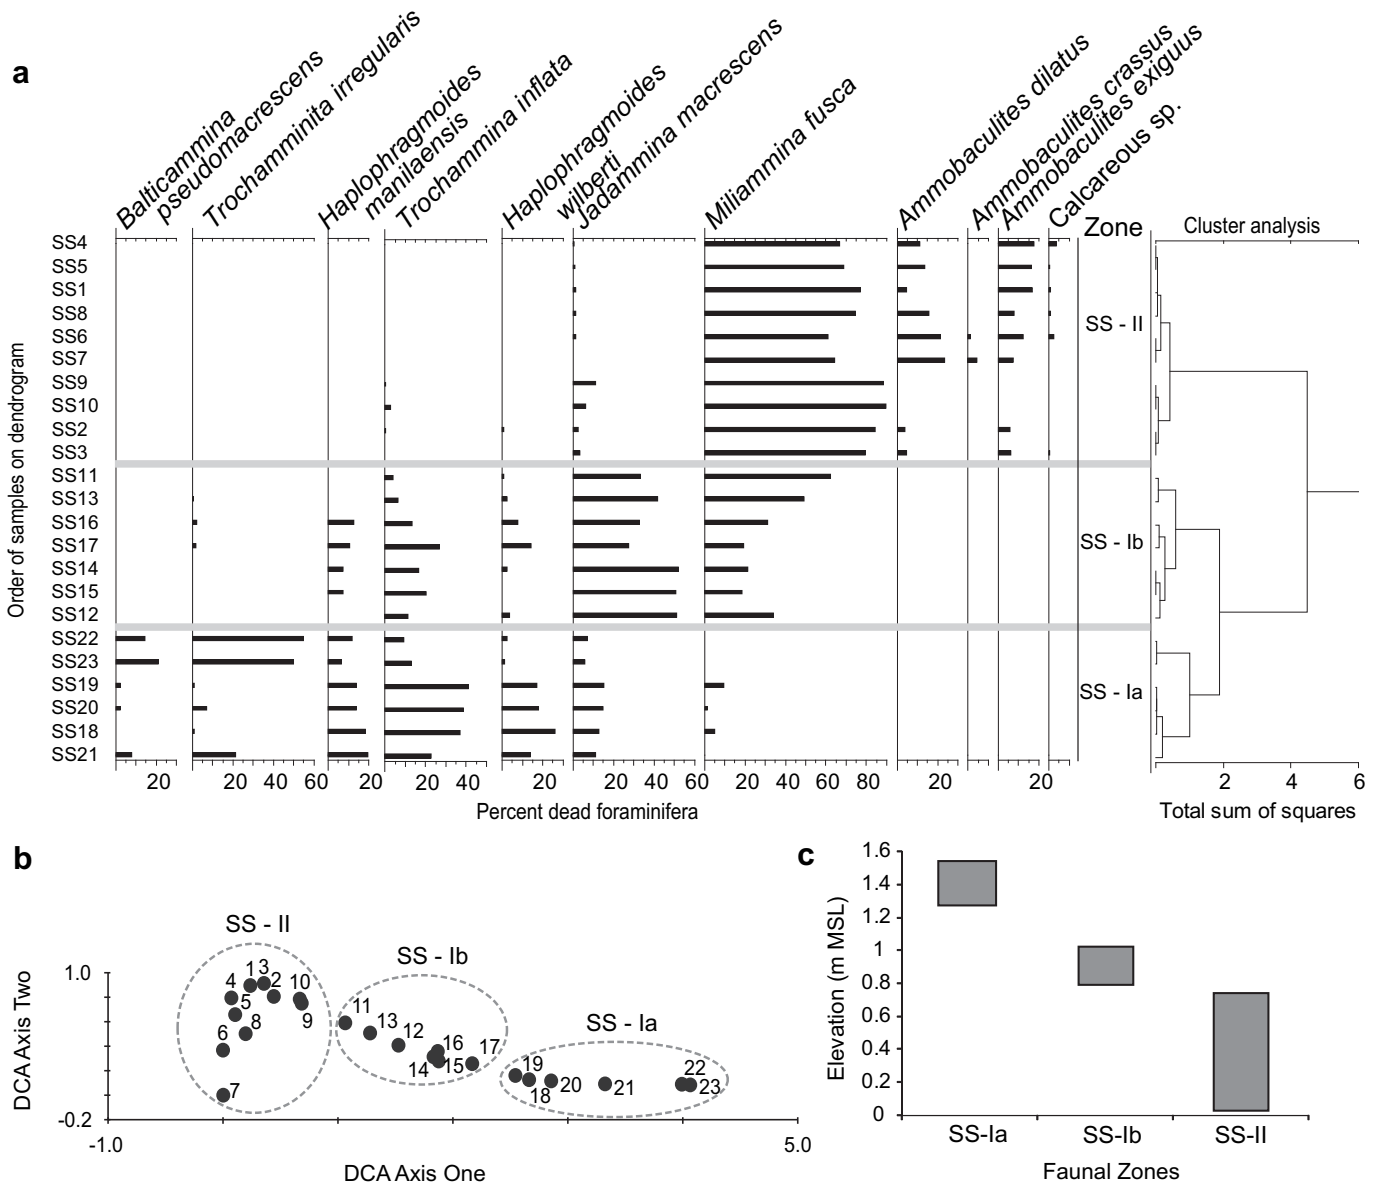 a
Balticammina
pseudomacrescens
Trochamminita irregularis
Haplophragmoides
manilaensis
Trochammina inflata
Haplophragmoides
wilberti
Jadammina macrescens
Miliammina fusca
Ammobaculites dilatus
Ammobaculites crassus
Ammobaculites exiguus
Calcareous sp.
Zone
Cluster analysis
Order of samples on dendrogram
SS4
SS5
SS1
SS8
SS6
SS7
SS9
SS10
SS2
SS3
SS11
SS13
SS16
SS17
SS14
SS15
SS12
SS22
SS23
SS19
SS20
SS18
SS21
SS - II
SS - Ib
SS - Ia
20 20 40 60 20 20 40 20 20 40 60 20 40 60 80 20 20 2 4 6
Percent dead foraminifera
Total sum of squares
b
SS - II
SS - Ib
SS - Ia
1.0
-0.2
-1.0
5.0
DCA Axis Two
DCA Axis One
4
1
3
2
10
9
5
8
6
7
11
13
12
16
14
15
17
19
18
20
21
22
23
c
1.6
1.4
1.2
1
0.8
0.6
0.4
0.2
0
Elevation (m MSL)
SS-Ia SS-Ib SS-II
Faunal Zones